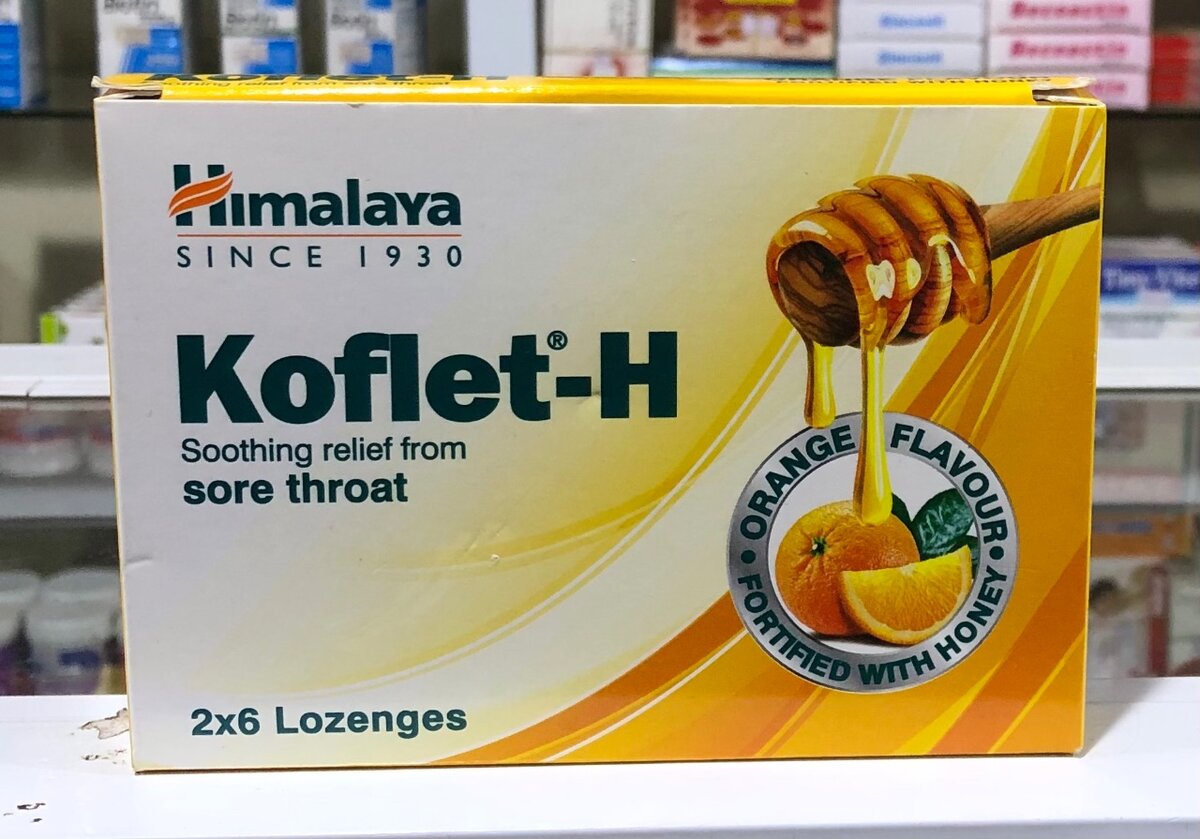 Himalaya
SINCE 1930
Koflet®-H
Soothing relief from
sore throat
ORANGE FLAVOUR
• FORTIFIED WITH HONEY •
2x6 Lozenges